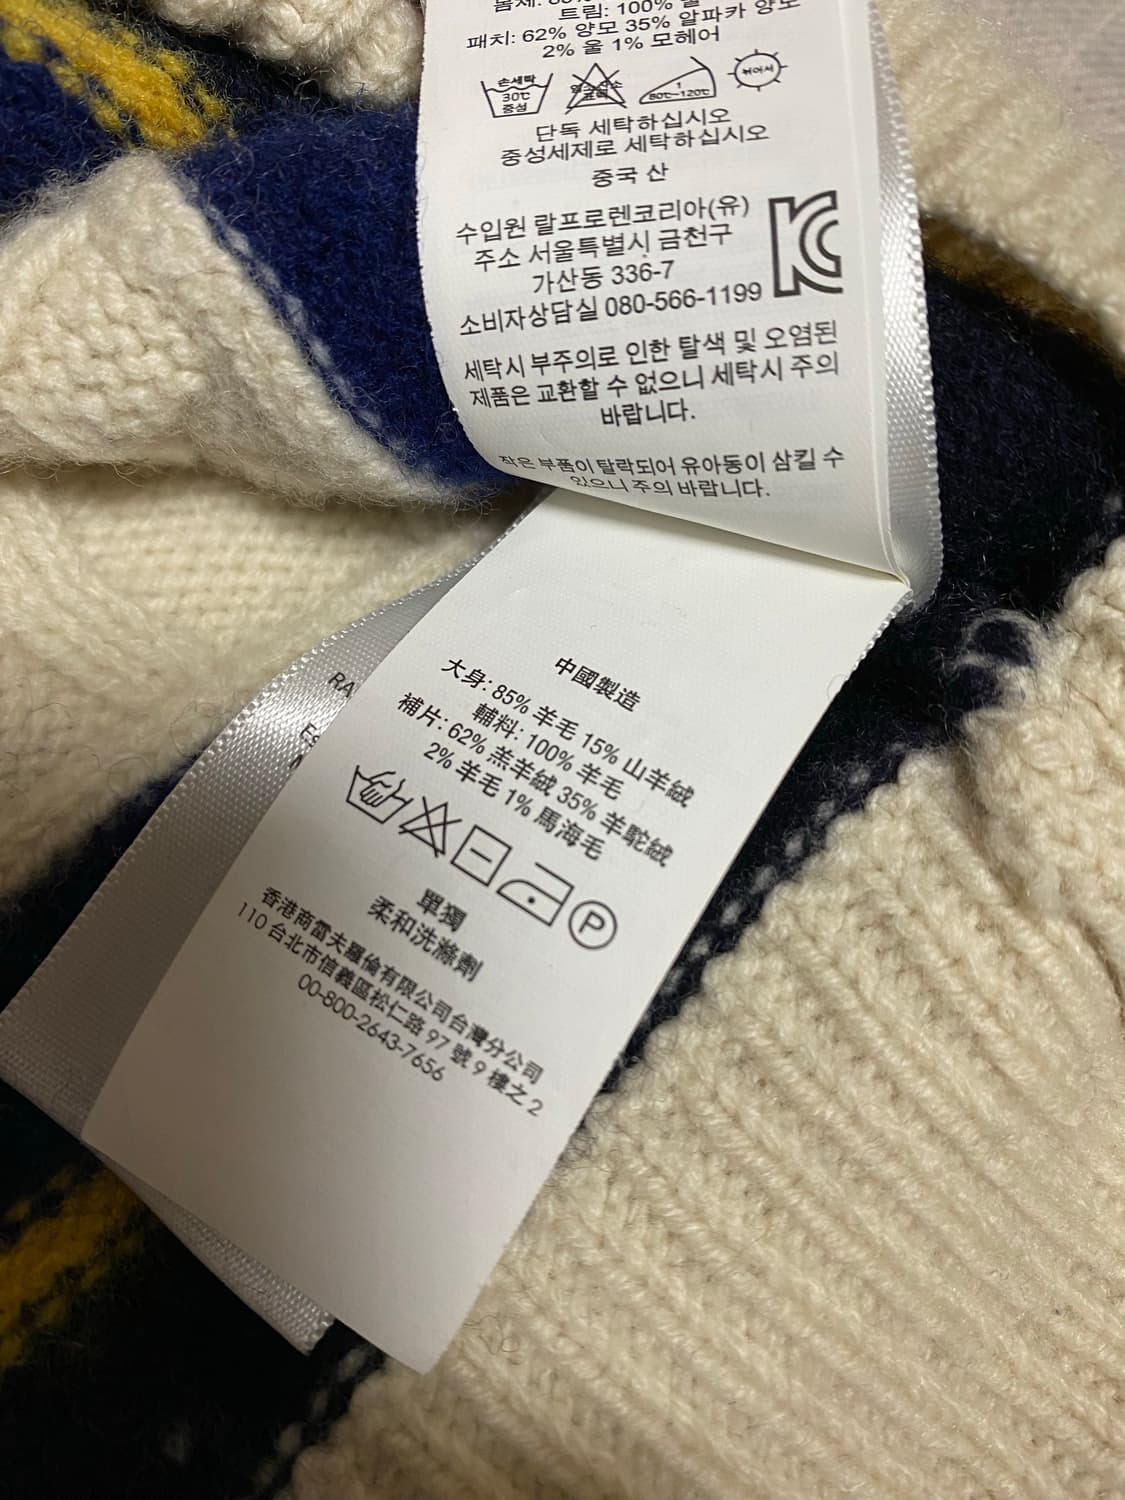 트림: 100% 울
패치: 62% 양모 35% 알파카 양모
2% 울 1% 모헤어
손세탁
30℃
중성
1
80℃~120℃
뉘어서
단독 세탁하십시오
중성세제로 세탁하십시오
중국 산
수입원 랄프로렌코리아(유)
주소 서울특별시 금천구
가산동 336-7
소비자상담실 080-566-1199
세탁시 부주의로 인한 탈색 및 오염된
제품은 교환할 수 없으니 세탁시 주의
바랍니다.
작은 부품이 탈락되어 유아동이 삼킬 수
있으니 주의 바랍니다.
RA
中國製造
大身: 85% 羊毛 15% 山羊絨
輔料: 100% 羊毛
補片: 62% 羔羊絨 35% 羊駝絨
2% 羊毛 1% 馬海毛
P
單獨
柔和洗滌劑
香港商雷夫羅倫有限公司台灣分公司
110 台北市信義區松仁路 97 號 9 樓之 2
00-800-2643-7656